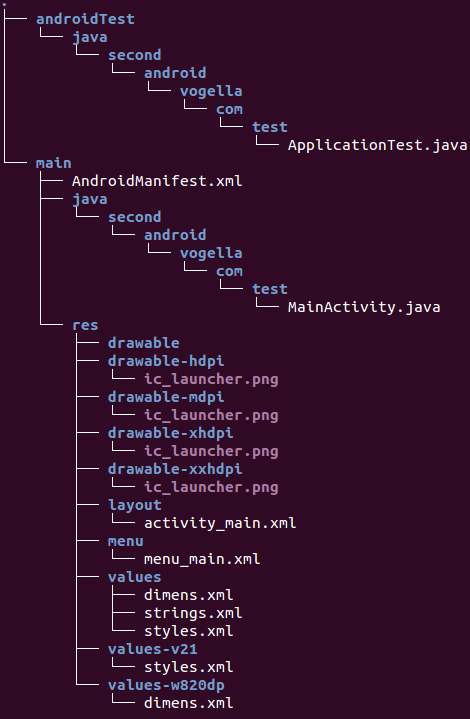 .
├── androidTest
│   └── java
│       └── second
│           └── android
│               └── vogella
│                   └── com
│                       └── test
│                           └── ApplicationTest.java
└── main
    ├── AndroidManifest.xml
    ├── java
    │   └── second
    │       └── android
    │           └── vogella
    │               └── com
    │                   └── test
    │                       └── MainActivity.java
    └── res
        ├── drawable
        ├── drawable-hdpi
        │   └── ic_launcher.png
        ├── drawable-mdpi
        │   └── ic_launcher.png
        ├── drawable-xhdpi
        │   └── ic_launcher.png
        ├── drawable-xxhdpi
        │   └── ic_launcher.png
        ├── layout
        │   └── activity_main.xml
        ├── menu
        │   └── menu_main.xml
        ├── values
        │   ├── dimens.xml
        │   ├── strings.xml
        │   └── styles.xml
        ├── values-v21
        │   └── styles.xml
        └── values-w820dp
            └── dimens.xml